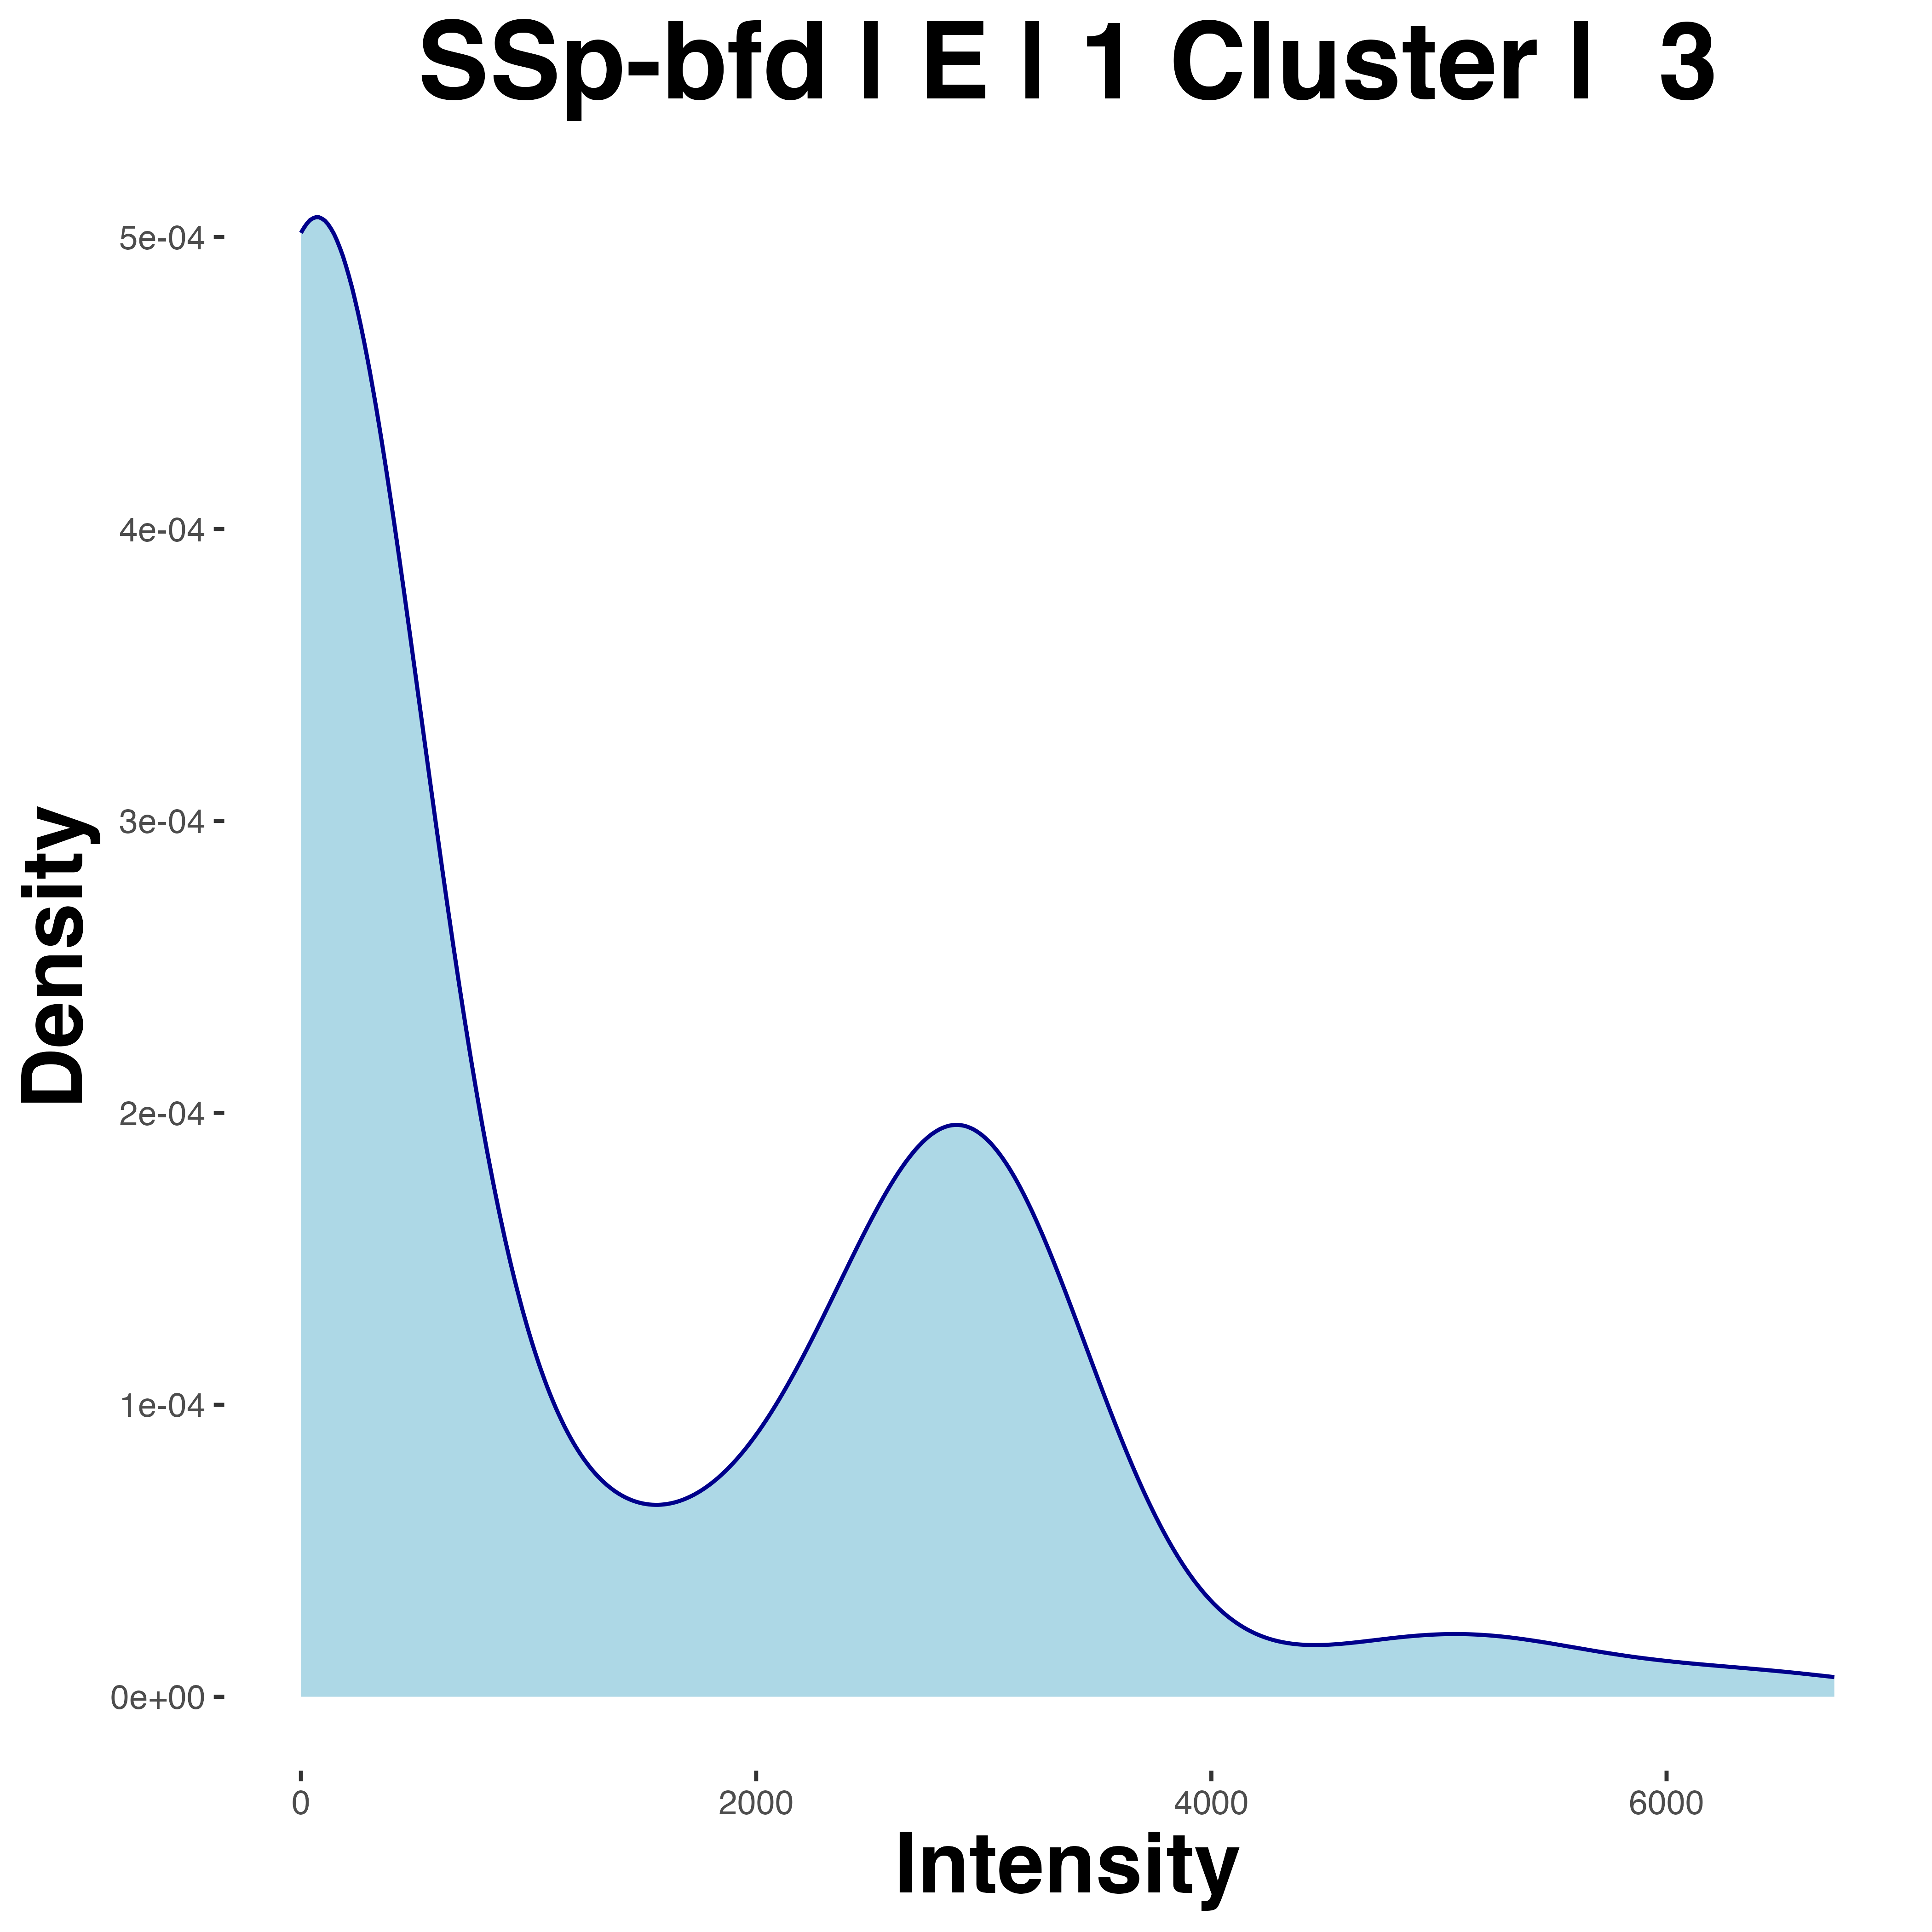 SSp-bfd | E | 1 Cluster |  3
5e-04
4e-04
3e-04
2e-04
1e-04
0e+00
Density
0 2000 4000 6000
Intensity